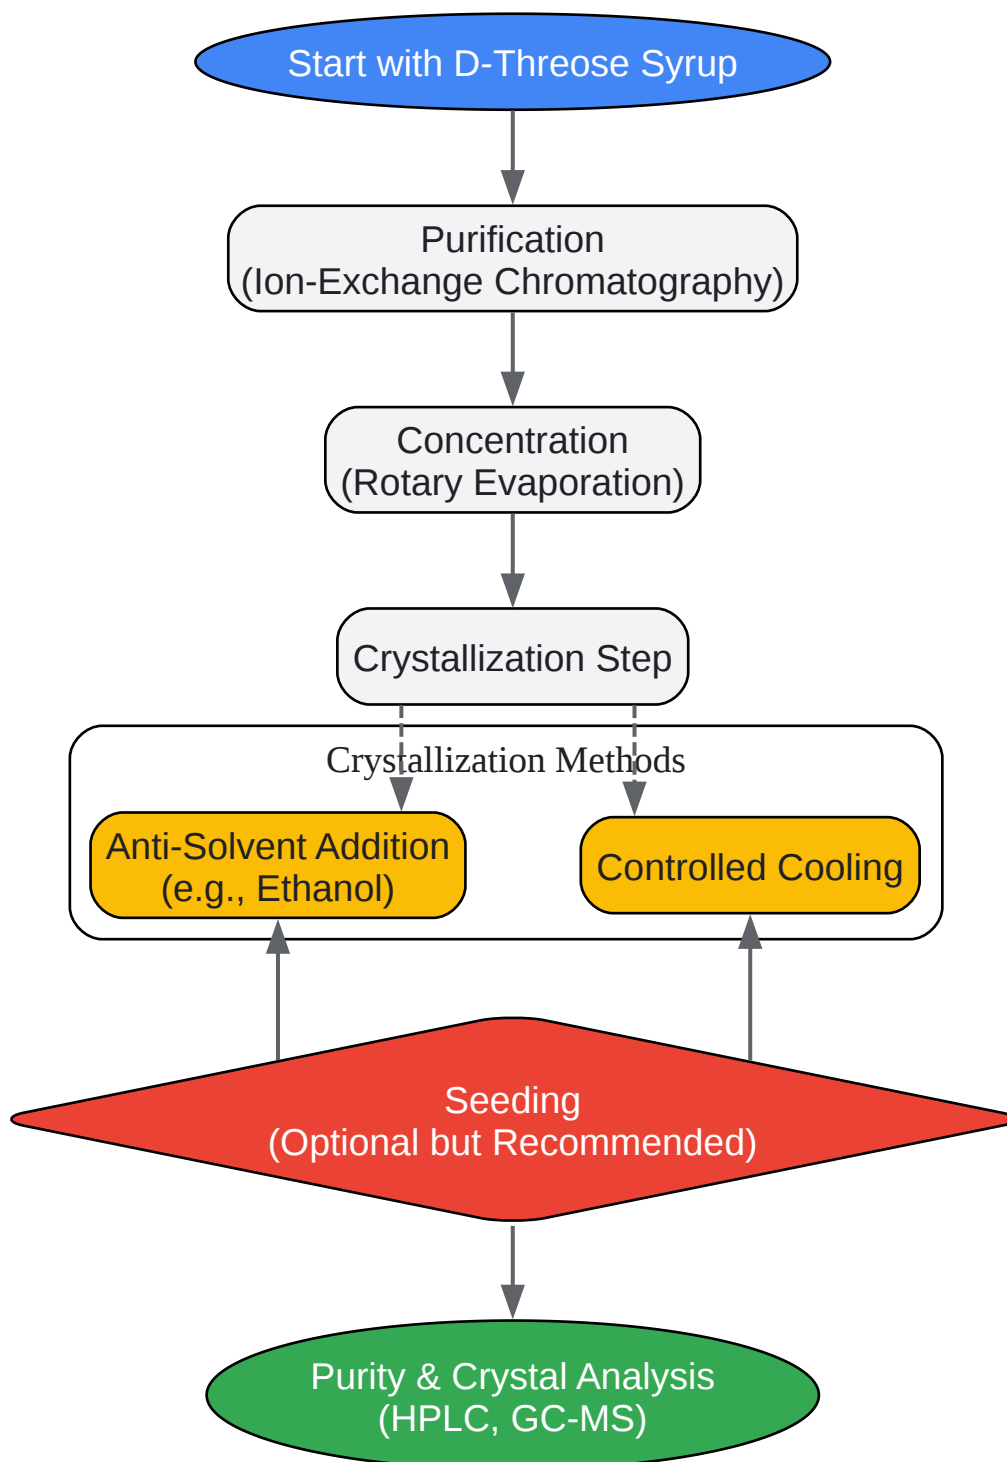 Start with D-Threose Syrup
Purification
(Ion-Exchange Chromatography)
Concentration
(Rotary Evaporation)
Crystallization Step
Crystallization Methods
Anti-Solvent Addition
(e.g., Ethanol)
Controlled Cooling
Seeding
(Optional but Recommended)
Purity & Crystal Analysis
(HPLC, GC-MS)